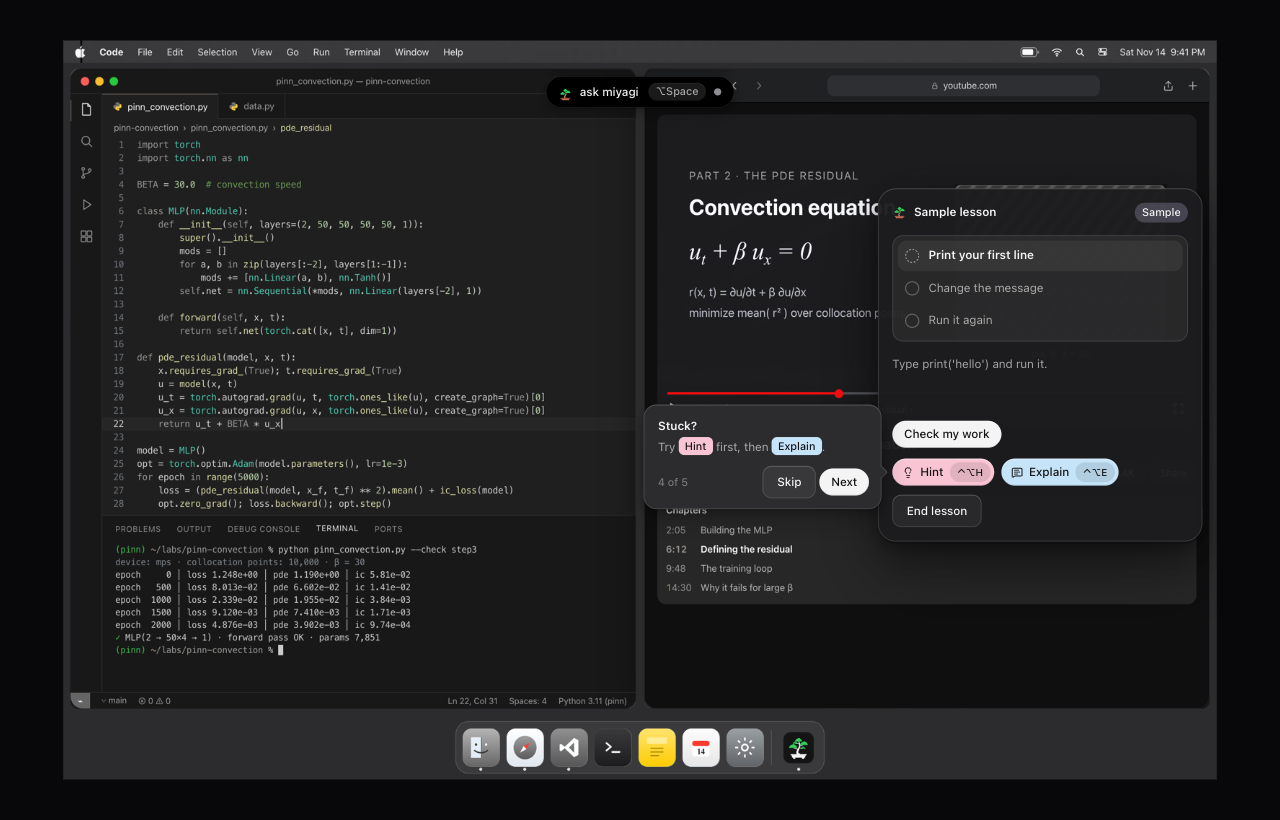 Code File Edit Selection View Go Run Terminal Window Help
Sat Nov 14 9:41 PM
pinn_convection.py — pinn-convection
ask miyagi ⌥Space
youtube.com
pinn_convection.py data.py
pinn-convection › pinn_convection.py › pde_residual
1 import torch
2 import torch.nn as nn
3
4 BETA = 30.0 # convection speed
5
6 class MLP(nn.Module):
7 def __init__(self, layers=(2, 50, 50, 50, 50, 1)):
8 super().__init__()
9 mods = []
10 for a, b in zip(layers[:-2], layers[1:-1]):
11 mods += [nn.Linear(a, b), nn.Tanh()]
12 self.net = nn.Sequential(*mods, nn.Linear(layers[-2], 1))
13
14 def forward(self, x, t):
15 return self.net(torch.cat([x, t], dim=1))
16
17 def pde_residual(model, x, t):
18 x.requires_grad_(True); t.requires_grad_(True)
19 u = model(x, t)
20 u_t = torch.autograd.grad(u, t, torch.ones_like(u), create_graph=True)[0]
21 u_x = torch.autograd.grad(u, x, torch.ones_like(u), create_graph=True)[0]
22 return u_t + BETA * u_x
23
24 model = MLP()
25 opt = torch.optim.Adam(model.parameters(), lr=1e-3)
26 for epoch in range(5000):
27 loss = (pde_residual(model, x_f, t_f) ** 2).mean() + ic_loss(model)
28 opt.zero_grad(); loss.backward(); opt.step()
PROBLEMS OUTPUT DEBUG CONSOLE TERMINAL PORTS
(pinn) ~/labs/pinn-convection % python pinn_convection.py --check step3
device: mps · collocation points: 10,000 · β = 30
epoch 0 │ loss 1.248e+00 │ pde 1.190e+00 │ ic 5.81e-02
epoch 500 │ loss 8.013e-02 │ pde 6.602e-02 │ ic 1.41e-02
epoch 1000 │ loss 2.339e-02 │ pde 1.955e-02 │ ic 3.84e-03
epoch 1500 │ loss 9.120e-03 │ pde 7.410e-03 │ ic 1.71e-03
epoch 2000 │ loss 4.876e-03 │ pde 3.902e-03 │ ic 9.74e-04
✓ MLP(2 → 50×4 → 1) · forward pass OK · params 7,851
(pinn) ~/labs/pinn-convection %
main 0 0 Ln 22, Col 31 Spaces: 4 Python 3.11 (pinn)
PART 2 · THE PDE RESIDUAL
Convection equation
uₜ + β uₓ = 0
r(x, t) = ∂u/∂t + β ∂u/∂x
minimize mean( r² ) over collocation
Chapters
2:05 Building the MLP
6:12 Defining the residual
9:48 The training loop
14:30 Why it fails for large β
Stuck?
Try Hint first, then Explain.
4 of 5 Skip Next
Sample lesson Sample
Print your first line
Change the message
Run it again
Type print('hello') and run it.
Check my work
Hint ^⌥H Explain ^⌥E
End lesson
14